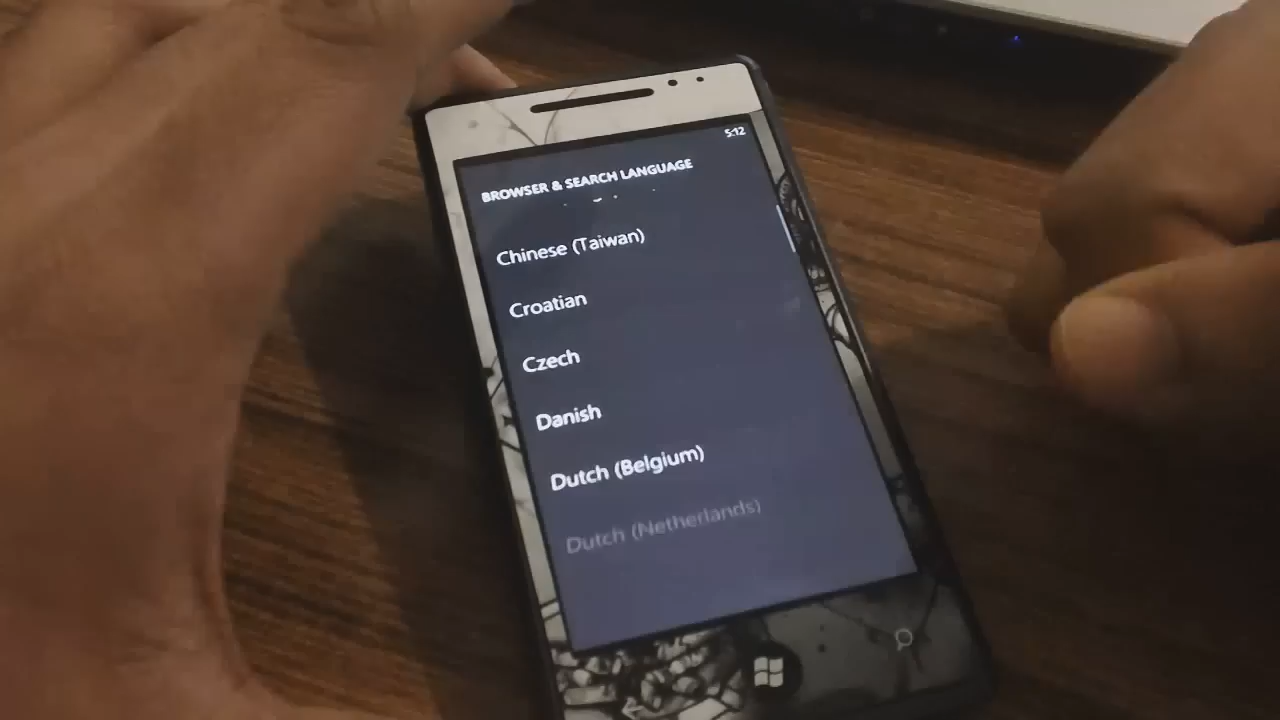 5:12
BROWSER & SEARCH LANGUAGE
Chinese (Taiwan)
Croatian
Czech
Danish
Dutch (Belgium)
Dutch (Netherlands)